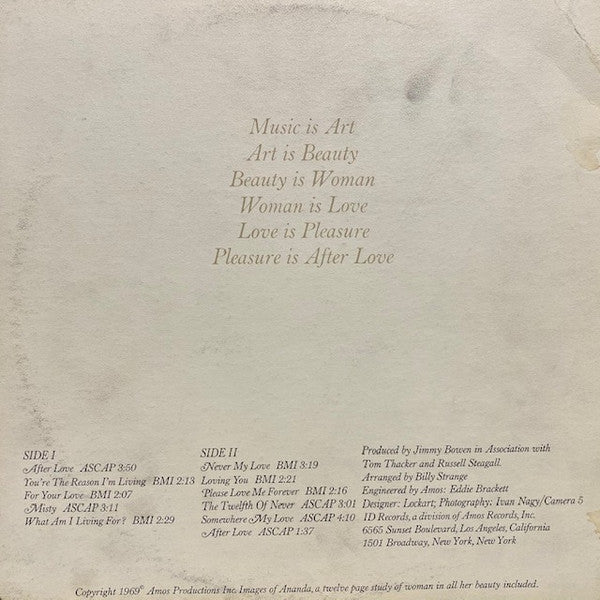 Music is Art
Art is Beauty
Beauty is Woman
Woman is Love
Love is Pleasure
Pleasure is After Love
SIDE I
After Love ASCAP 3:50
You're The Reason I'm Living BMI 2:13
For Your Love BMI 2:07
Misty ASCAP 3:11
What Am I Living For? BMI 2:29
SIDE II
Never My Love BMI 3:19
Loving You BMI 2:21
Please Love Me Forever BMI 2:16
The Twelfth Of Never ASCAP 3:01
Somewhere My Love ASCAP 4:10
After Love ASCAP 1:37
Produced by Jimmy Bowen in Association with
Tom Thacker and Russell Steagall.
Arranged by Billy Strange
Engineered by Amos: Eddie Brackett
Designer: Lockart; Photography: Ivan Nagy/Camera 5
ID Records, a division of Amos Records, Inc.
6565 Sunset Boulevard, Los Angeles, California
1501 Broadway, New York, New York
Copyright 1969© Amos Productions Inc. Images of Ananda, a twelve page study of woman in all her beauty included.